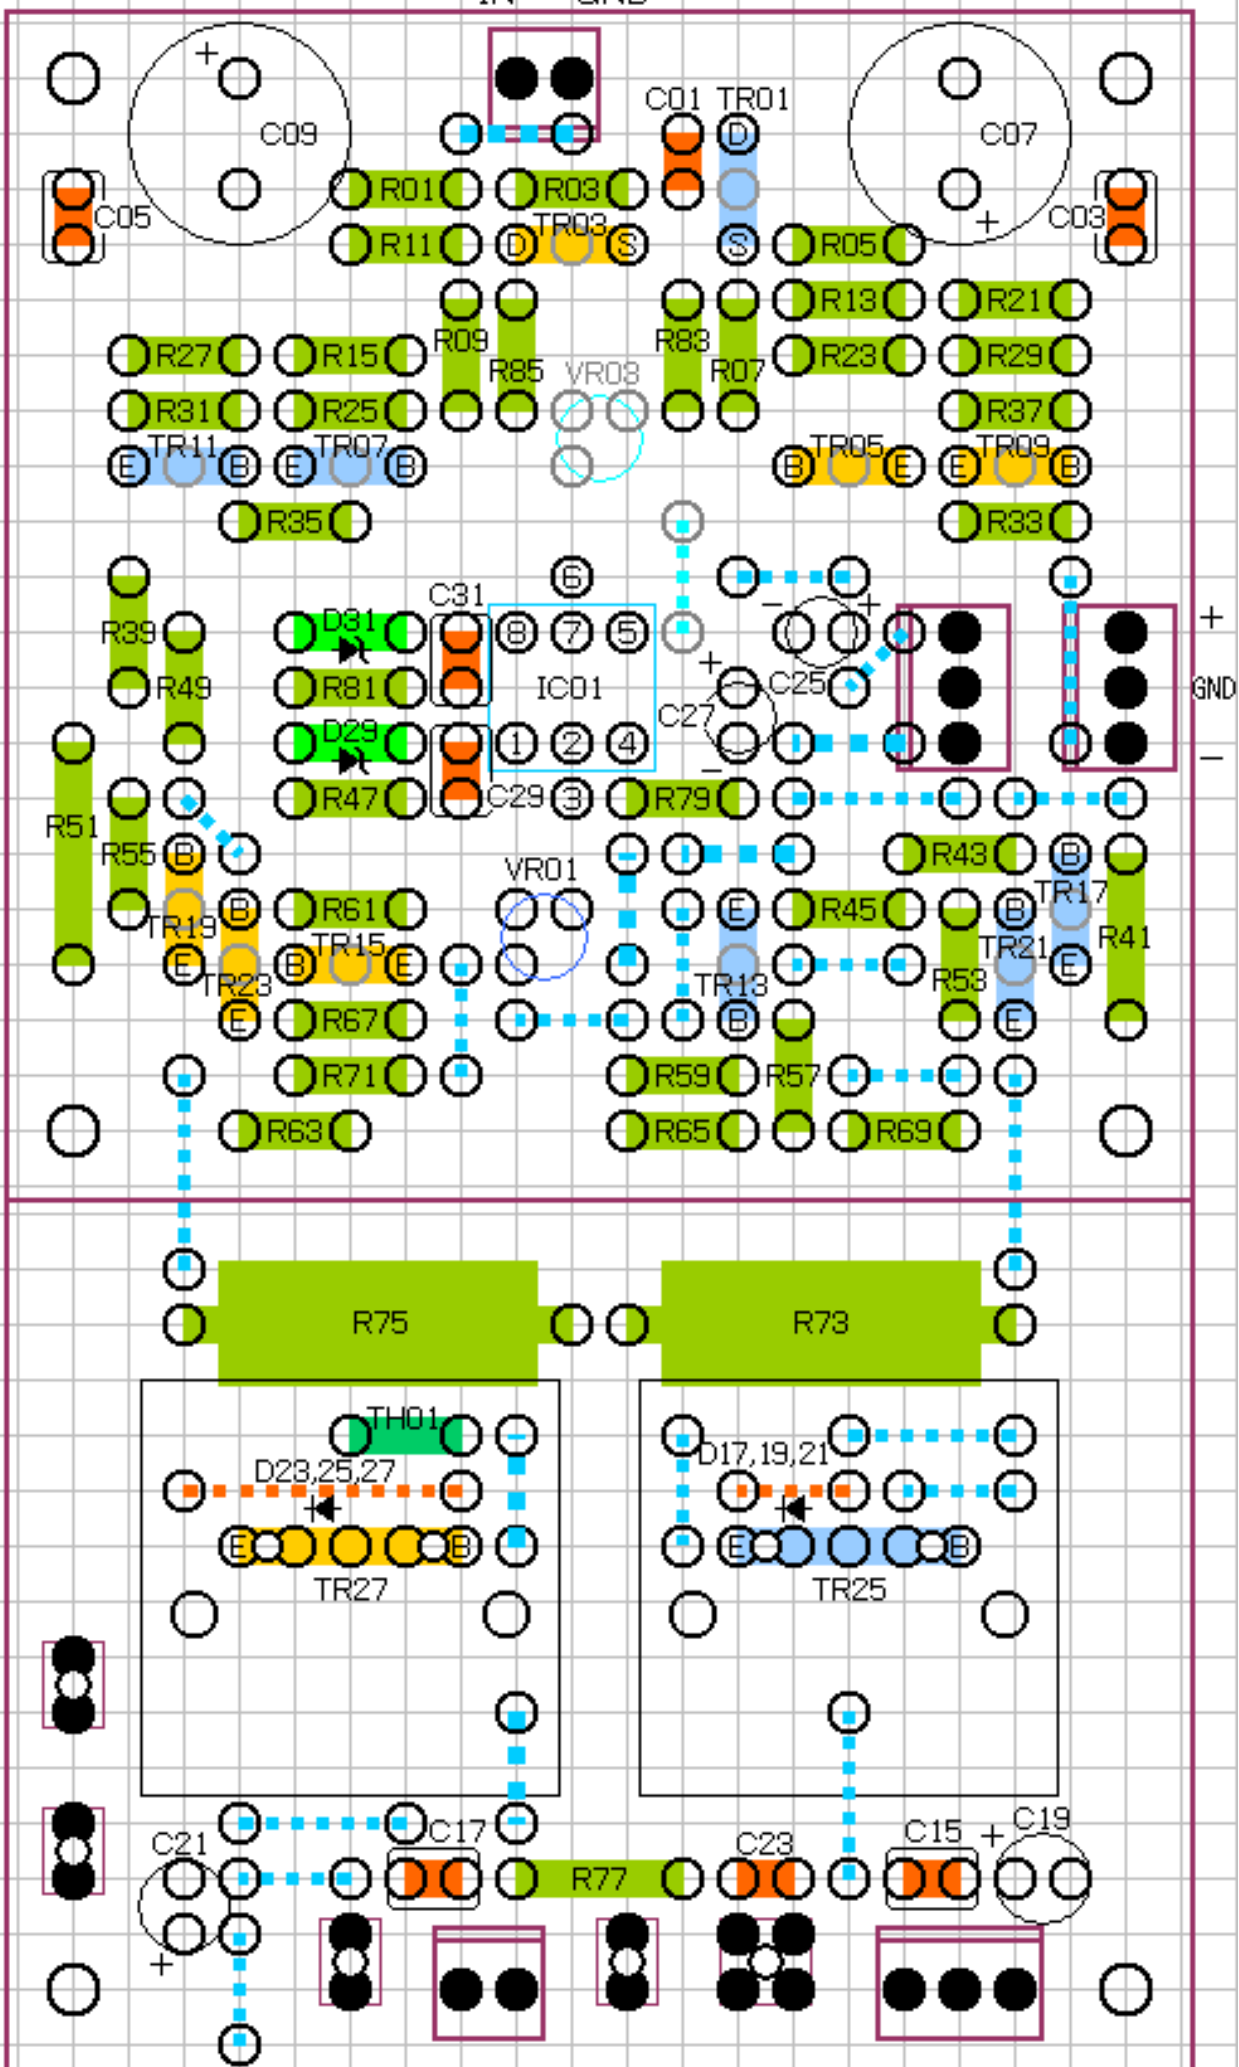 IN GND
C01 TR01
+
D
C09 C07
R01 R03
C05 C03
+
TR03
R11 D S S R05
R13 R21
R09 R83
R27 R15 R23 R29
R85 VR03 R07
R31 R25 R37
TR11 TR07 TR05 TR09
E B E B B E E B
R35 R33
6
C31
- +
D31 +
R39 8 7 5
R49 R81 IC01 C25 GND
+
C27
D29
1 2 4
- -
R47 C29 3 R79
R51
R55 B R43 B
VR01
TR17
B R61 E R45 B
TR19 TR15 TR21 R41
E B E E
TR23 TR13 R53
E R67 B E
R71 R59 R57
R63 R65 R69
R75 R73
TH01
D23,25,27 D17,19,21
E B E B
TR27 TR25
C21 C17 C23 C15 + C19
R77
+